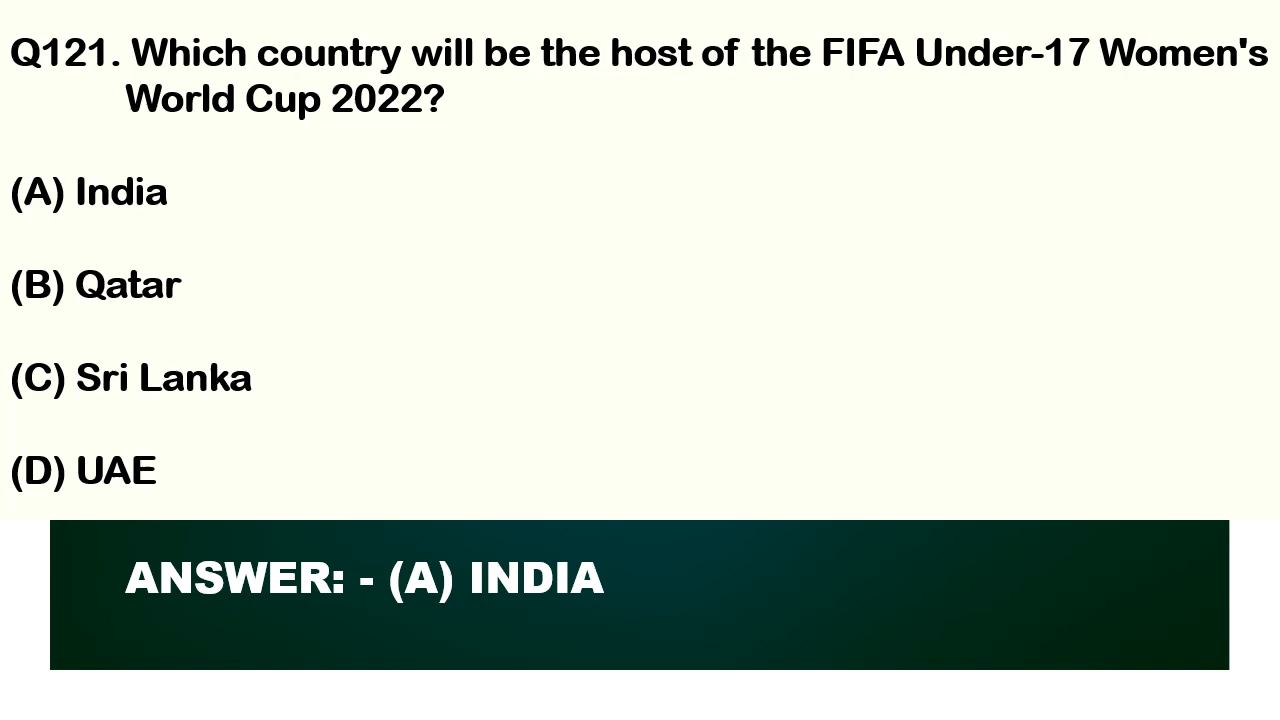 Q121. Which country will be the host of the FIFA Under-17 Women's
World Cup 2022?
(A) India
(B) Qatar
(C) Sri Lanka
(D) UAE
ANSWER: - (A) INDIA